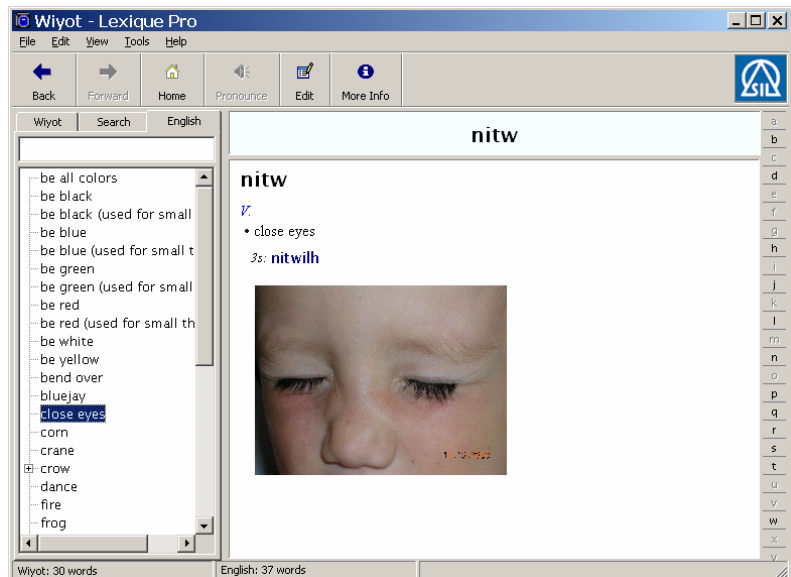 Wiyot - Lexique Pro
File Edit View Tools Help
Back Forward Home Pronounce Edit More Info
SIL
Wiyot Search English
be all colors
be black
be black (used for small
be blue
be blue (used for small t
be green
be green (used for small
be red
be red (used for small th
be white
be yellow
bend over
bluejay
close eyes
corn
crane
crow
dance
fire
frog
nitw
nitw
V.
• close eyes
3s: nitwilh
a
b
c
d
e
f
g
h
i
j
k
l
m
n
o
p
q
r
s
t
u
v
w
x
y
Wiyot: 30 words English: 37 words